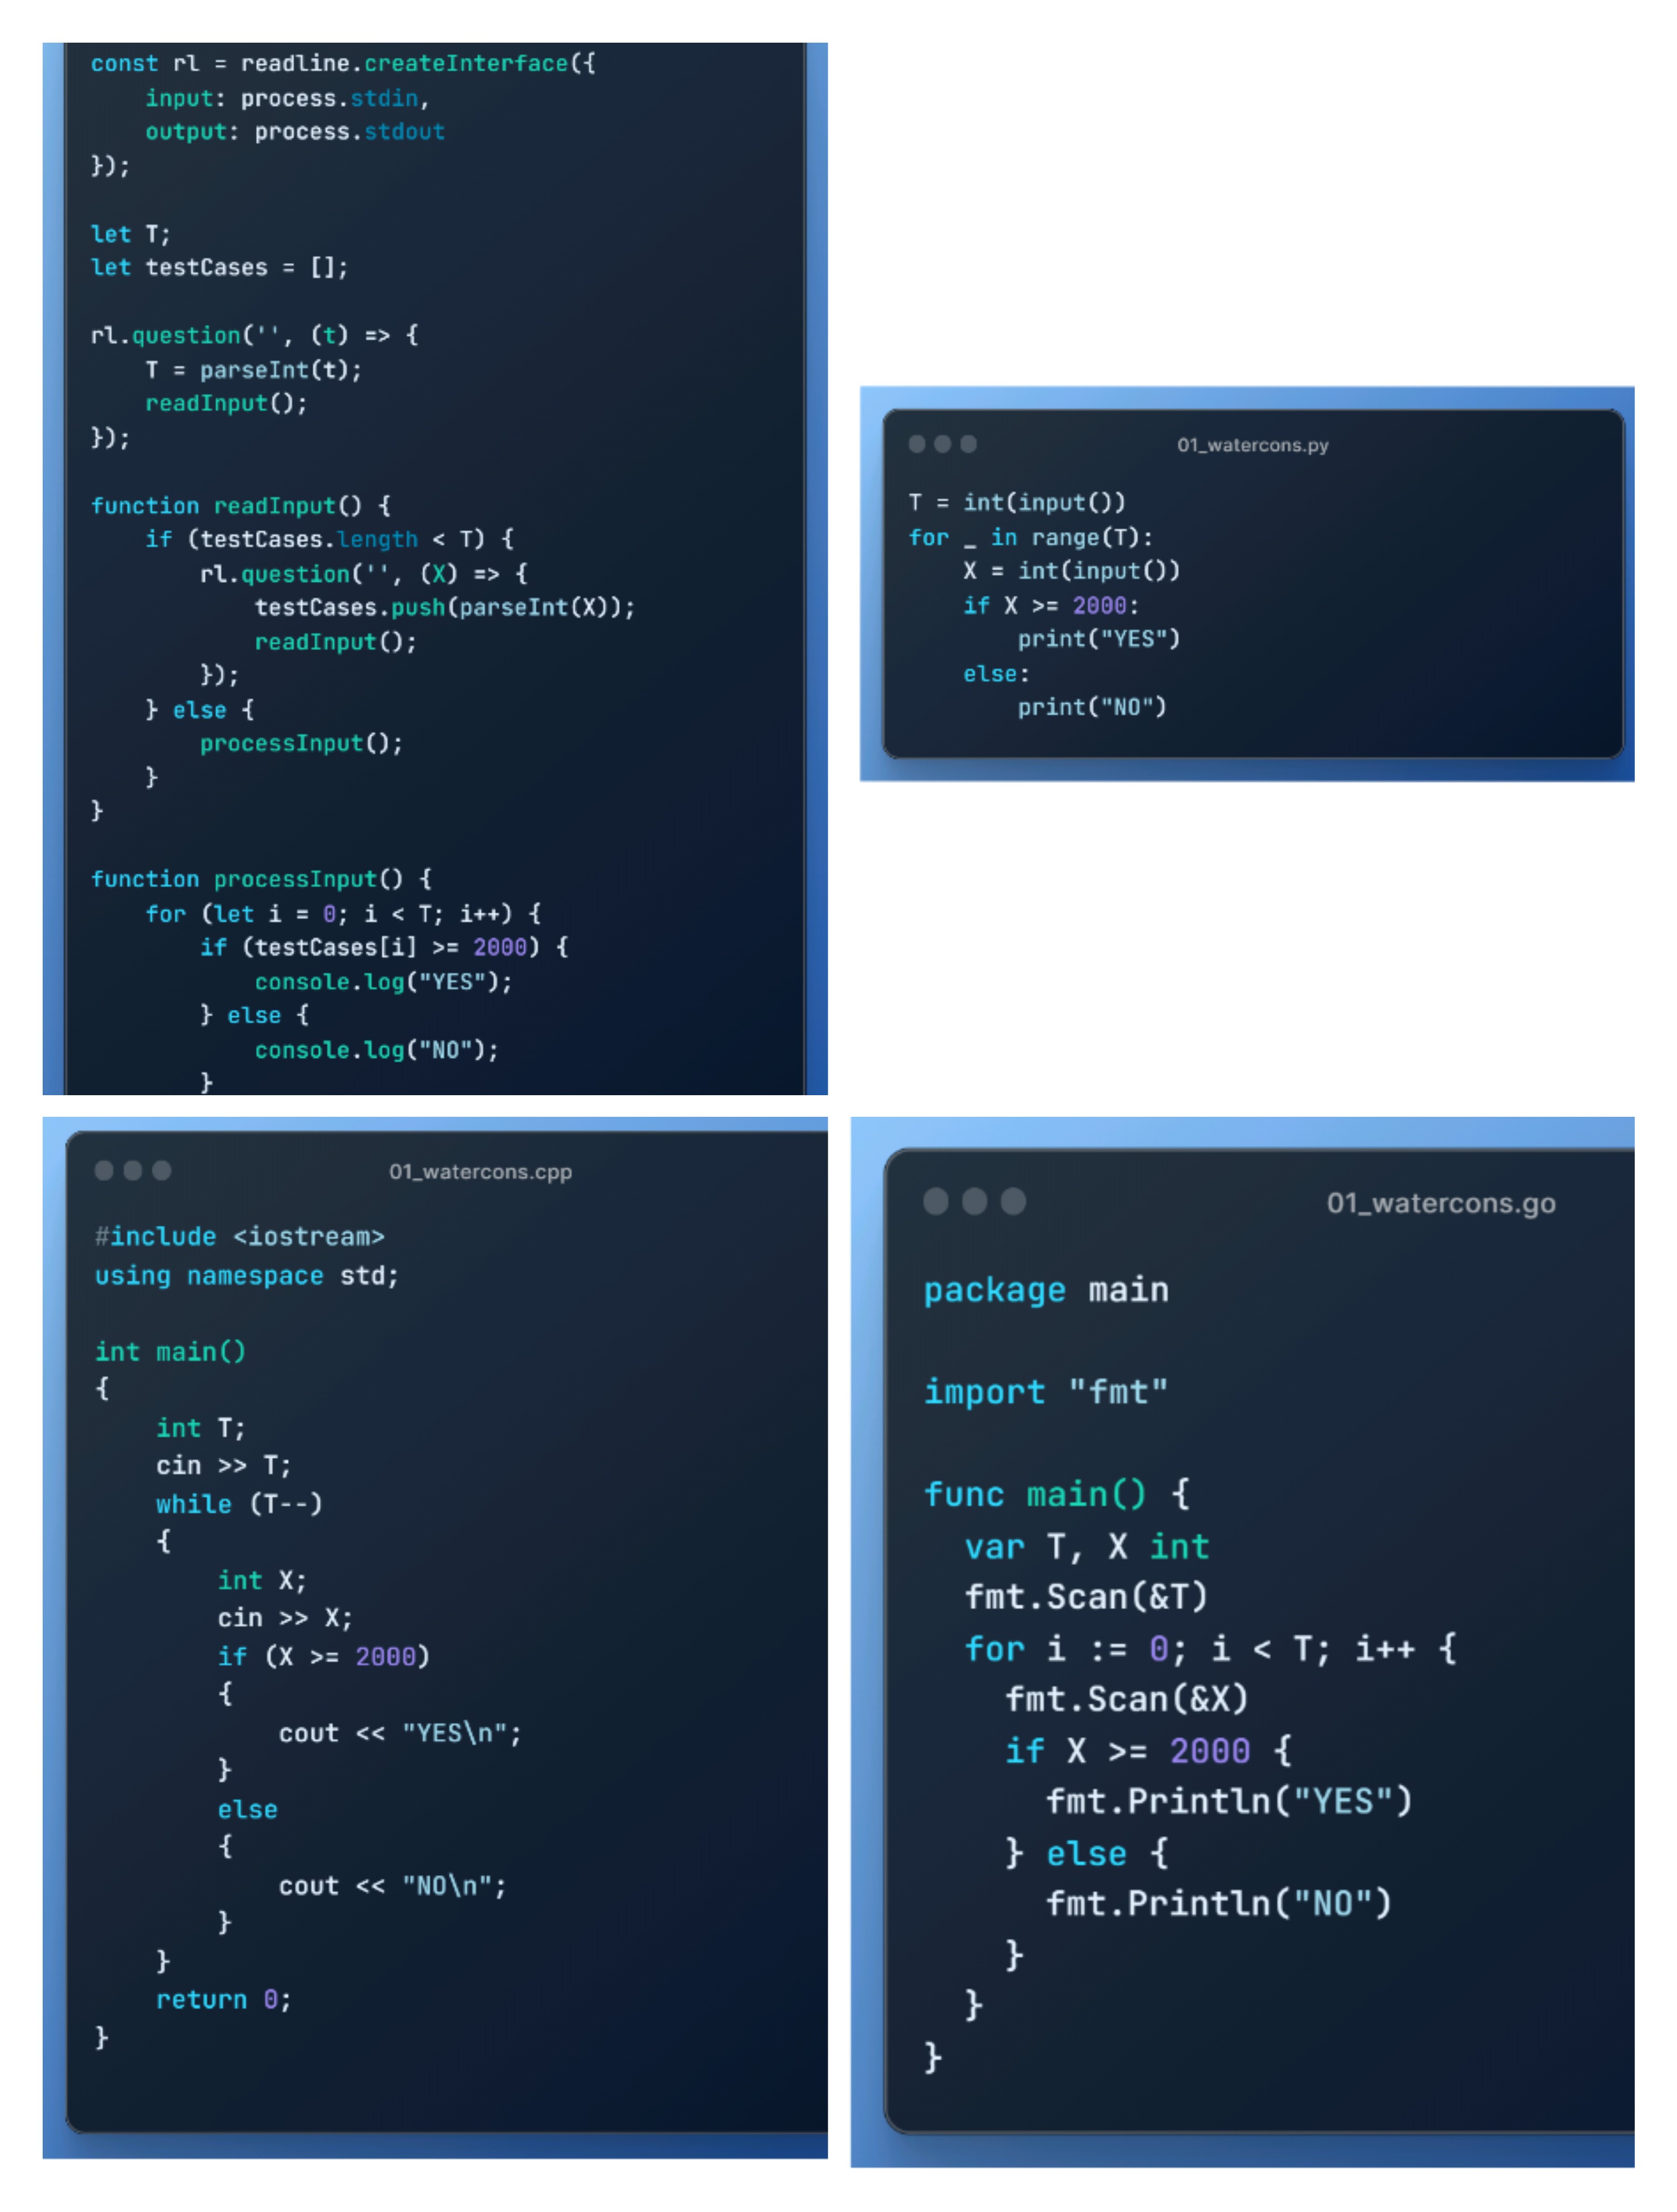 const rl = readline.createInterface({
    input: process.stdin,
    output: process.stdout
});

let T;
let testCases = [];

rl.question('', (t) => {
    T = parseInt(t);
    readInput();
});

function readInput() {
    if (testCases.length < T) {
        rl.question('', (X) => {
            testCases.push(parseInt(X));
            readInput();
        });
    } else {
        processInput();
    }
}

function processInput() {
    for (let i = 0; i < T; i++) {
        if (testCases[i] >= 2000) {
            console.log("YES");
        } else {
            console.log("NO");
        }
01_watercons.py
T = int(input())
for _ in range(T):
    X = int(input())
    if X >= 2000:
        print("YES")
    else:
        print("NO")
01_watercons.cpp
#include <iostream>
using namespace std;

int main()
{
    int T;
    cin >> T;
    while (T--)
    {
        int X;
        cin >> X;
        if (X >= 2000)
        {
            cout << "YES\n";
        }
        else
        {
            cout << "NO\n";
        }
    }
    return 0;
}
01_watercons.go
package main

import "fmt"

func main() {
  var T, X int
  fmt.Scan(&T)
  for i := 0; i < T; i++ {
    fmt.Scan(&X)
    if X >= 2000 {
      fmt.Println("YES")
    } else {
      fmt.Println("NO")
    }
  }
}